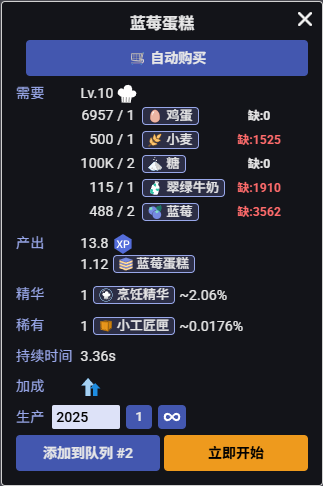 蓝莓蛋糕
自动购买
需要 Lv.10
6957 / 1 鸡蛋 缺:0
500 / 1 小麦 缺:1525
100K / 2 糖 缺:0
115 / 1 翠绿牛奶 缺:1910
488 / 2 蓝莓 缺:3562
产出 13.8 XP
1.12 蓝莓蛋糕
精华 1 烹饪精华 ~2.06%
稀有 1 小工匠匣 ~0.0176%
持续时间 3.36s
加成
生产 2025 1 ∞
添加到队列 #2 立即开始